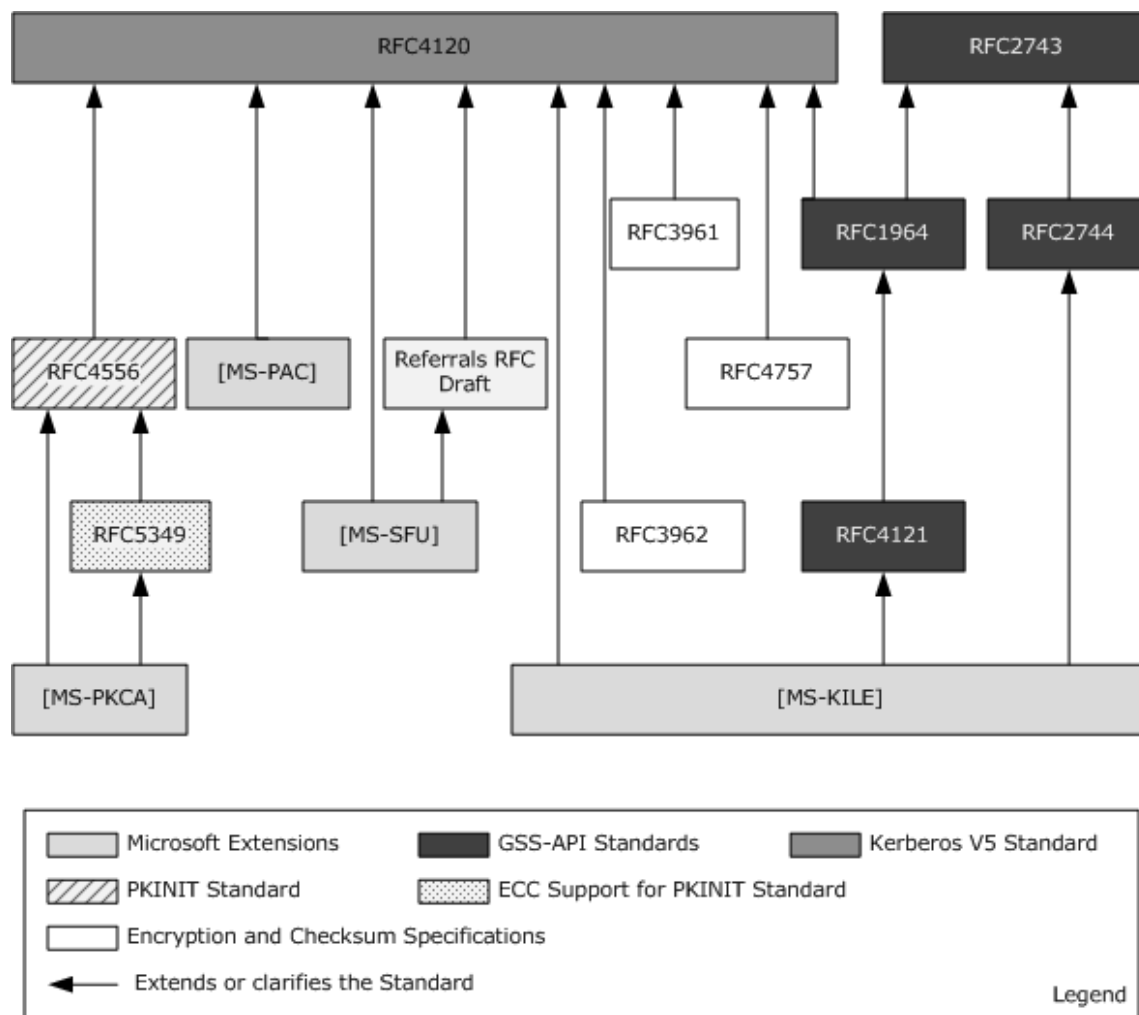 RFC4120
RFC2743
RFC3961
RFC1964
RFC2744
RFC4556
[MS-PAC]
Referrals RFC
Draft
RFC4757
RFC5349
[MS-SFU]
RFC3962
RFC4121
[MS-PKCA]
[MS-KILE]
Microsoft Extensions
GSS-API Standards
Kerberos V5 Standard
PKINIT Standard
ECC Support for PKINIT Standard
Encryption and Checksum Specifications
Extends or clarifies the Standard
Legend